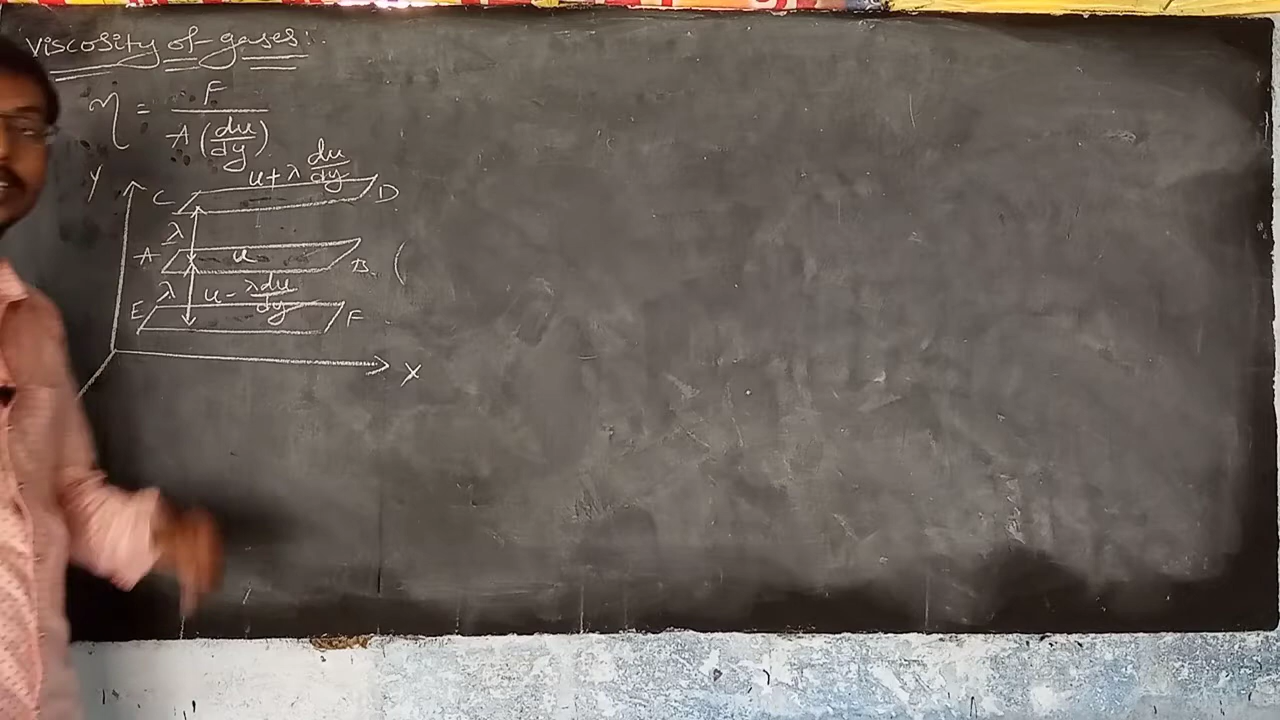 Viscosity of gases:
η = F / A (du/dy)
Y
u + λ du/dy
C D
λ
A u B (
λ u - λdu/dy
E F
X